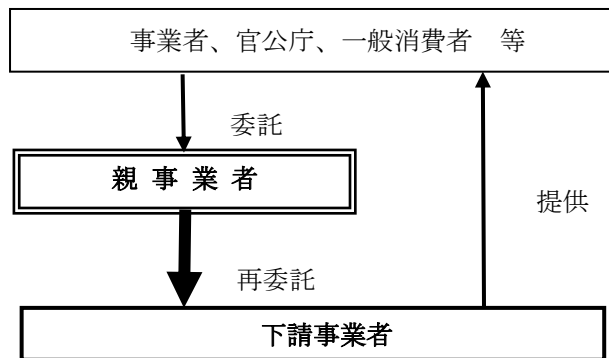 事業者、官公庁、一般消費者　等
委託
親 事 業 者
提供
再委託
下請事業者